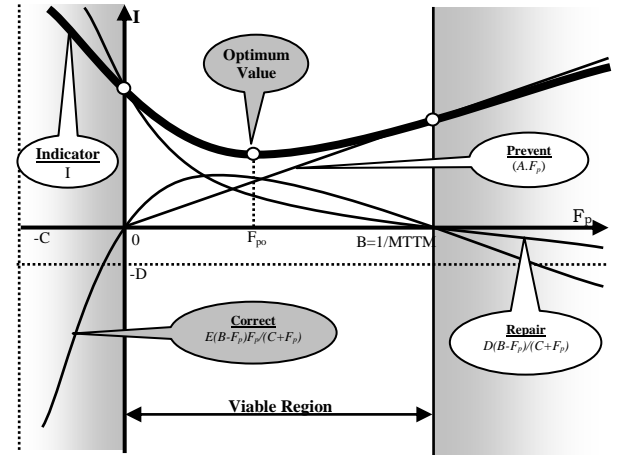 I
Optimum
Value
Indicator
I
Prevent
(A.Fp)
Fp
-C
0
Fpo
B=1/MTTM
-D
Correct
E(B-Fp)Fp/(C+Fp)
Repair
D(B-Fp)/(C+Fp)
Viable Region